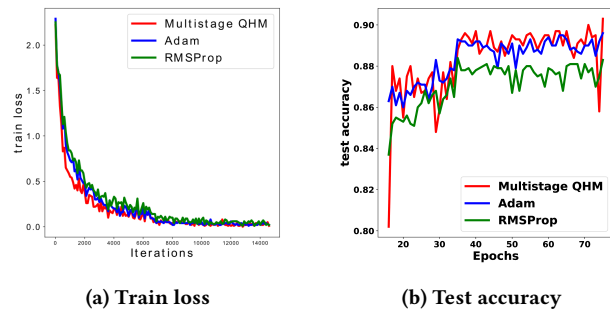 Multistage QHM
Adam
RMSProp
train loss
2.0
1.5
1.0
0.5
0.0
0 2000 4000 6000 8000 10000 12000 14000
Iterations
(a) Train loss
test accuracy
0.90
0.88
0.86
0.84
0.82
0.80
Multistage QHM
Adam
RMSProp
20 30 40 50 60 70
Epochs
(b) Test accuracy